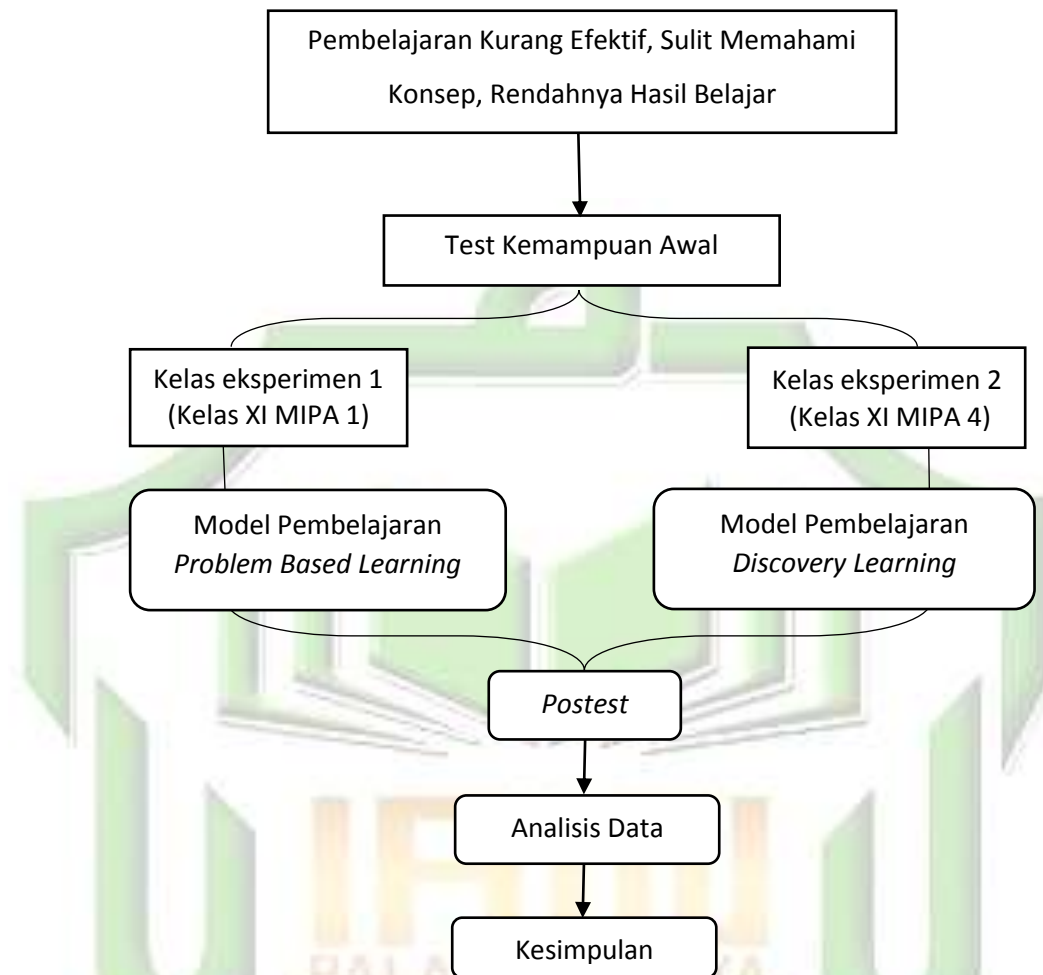 Pembelajaran Kurang Efektif, Sulit Memahami
Konsep, Rendahnya Hasil Belajar
Test Kemampuan Awal
Kelas eksperimen 1
(Kelas XI MIPA 1)
Kelas eksperimen 2
(Kelas XI MIPA 4)
Model Pembelajaran
Problem Based Learning
Model Pembelajaran
Discovery Learning
Postest
Analisis Data
Kesimpulan